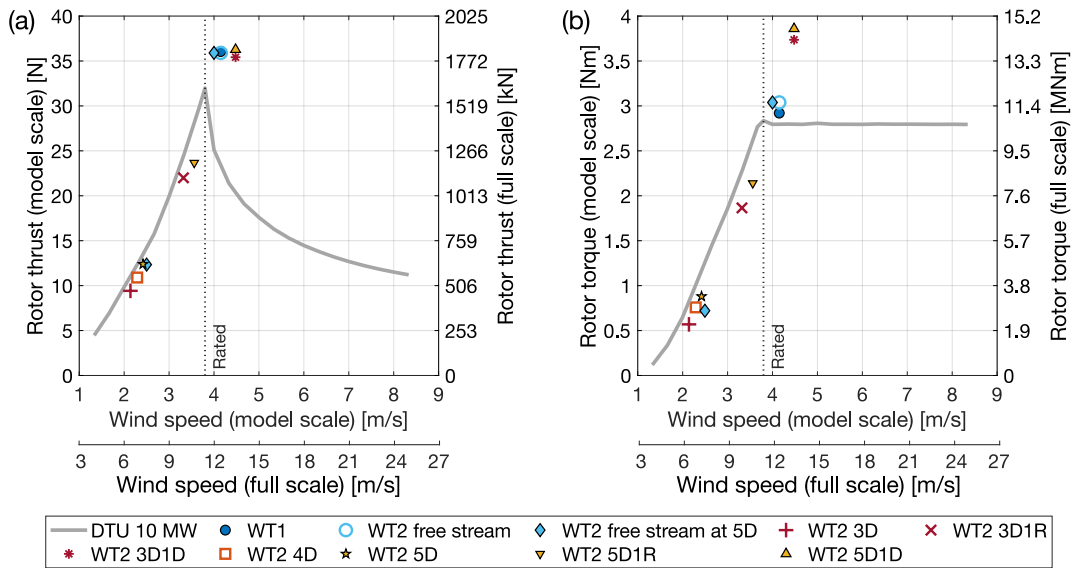 (a)
Rotor thrust (model scale) [N]
40
35
30
25
20
15
10
5
0
Rotor thrust (full scale) [kN]
2025
1772
1519
1266
1013
759
506
253
0
Rated
1 2 3 4 5 6 7 8 9
Wind speed (model scale) [m/s]
3 6 9 12 15 18 21 24 27
Wind speed (full scale) [m/s]
(b)
Rotor torque (model scale) [Nm]
4
3.5
3
2.5
2
1.5
1
0.5
0
Rotor torque (full scale) [MNm]
15.2
13.3
11.4
9.5
7.6
5.7
3.8
2.9
0
Rated
1 2 3 4 5 6 7 8 9
Wind speed (model scale) [m/s]
3 6 9 12 15 18 21 24 27
Wind speed (full scale) [m/s]
DTU 10 MW WT1 WT2 free stream WT2 free stream at 5D WT2 3D WT2 3D1R
WT2 3D1D WT2 4D WT2 5D WT2 5D1R WT2 5D1D